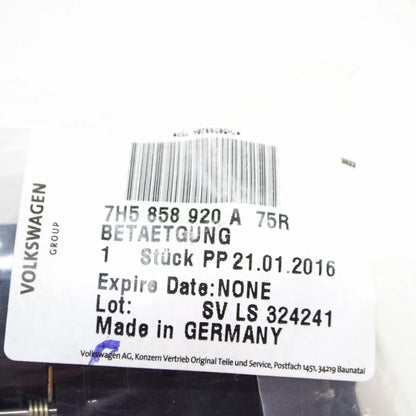 7H5 858 920 A 75R
BETAETGUNG
1 Stück PP 21.01.2016
Expire Date:NONE
Lot: SV LS 324241
Made in GERMANY
Volkswagen AG, Konzern Vertrieb Original Teile und Service, Postfach 1451, 34219 Baunatal
VOLKSWAGEN
GROUP